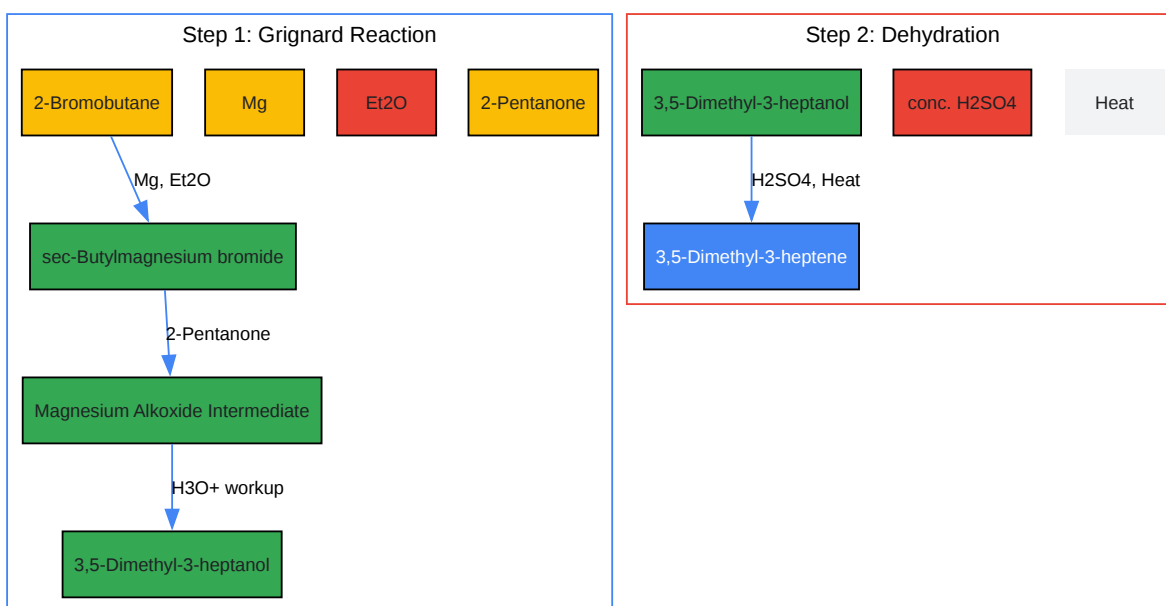 Step 1: Grignard Reaction
2-Bromobutane
Mg
Et2O
2-Pentanone
Mg, Et2O
sec-Butylmagnesium bromide
2-Pentanone
Magnesium Alkoxide Intermediate
H3O+ workup
3,5-Dimethyl-3-heptanol
Step 2: Dehydration
3,5-Dimethyl-3-heptanol
conc. H2SO4
Heat
H2SO4, Heat
3,5-Dimethyl-3-heptene